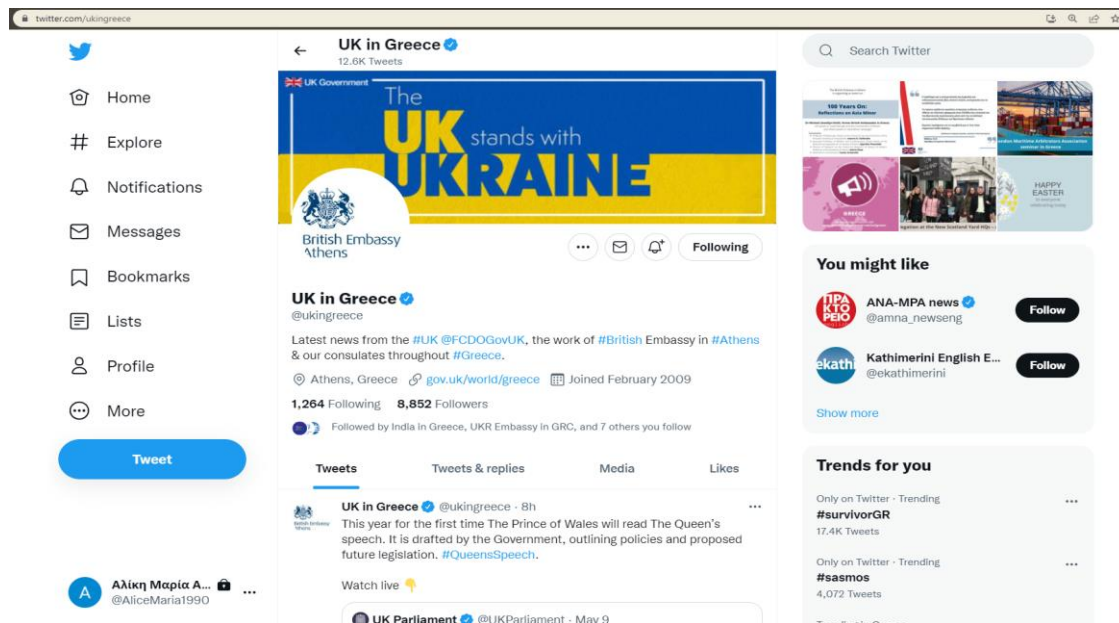 twitter.com/ukingreece
Home
Explore
Notifications
Messages
Bookmarks
Lists
Profile
More
Tweet
Αλίκη Μαρία Α...
@AliceMaria1990
UK in Greece
12.6K Tweets
UK Government
The
UK stands with
UKRAINE
British Embassy
Athens
Following
UK in Greece
@ukingreece
Latest news from the #UK @FCDOGovUK, the work of #British Embassy in #Athens
& our consulates throughout #Greece.
Athens, Greece gov.uk/world/greece Joined February 2009
1,264 Following 8,852 Followers
Followed by India in Greece, UKR Embassy in GRC, and 7 others you follow
Tweets Tweets & replies Media Likes
UK in Greece @ukingreece · 8h
This year for the first time The Prince of Wales will read The Queen's
speech. It is drafted by the Government, outlining policies and proposed
future legislation. #QueensSpeech.
Watch live 👇
UK Parliament @UKParliament · May 9
Search Twitter
100 Years On:
Reflections on Asia Minor
GREECE
HAPPY
EASTER
You might like
ANA-MPA news
@amna_newseng
Follow
Kathimerini English E...
@ekathimerini
Follow
Show more
Trends for you
Only on Twitter · Trending
#survivorGR
17.4K Tweets
Only on Twitter · Trending
#sasmos
4,072 Tweets